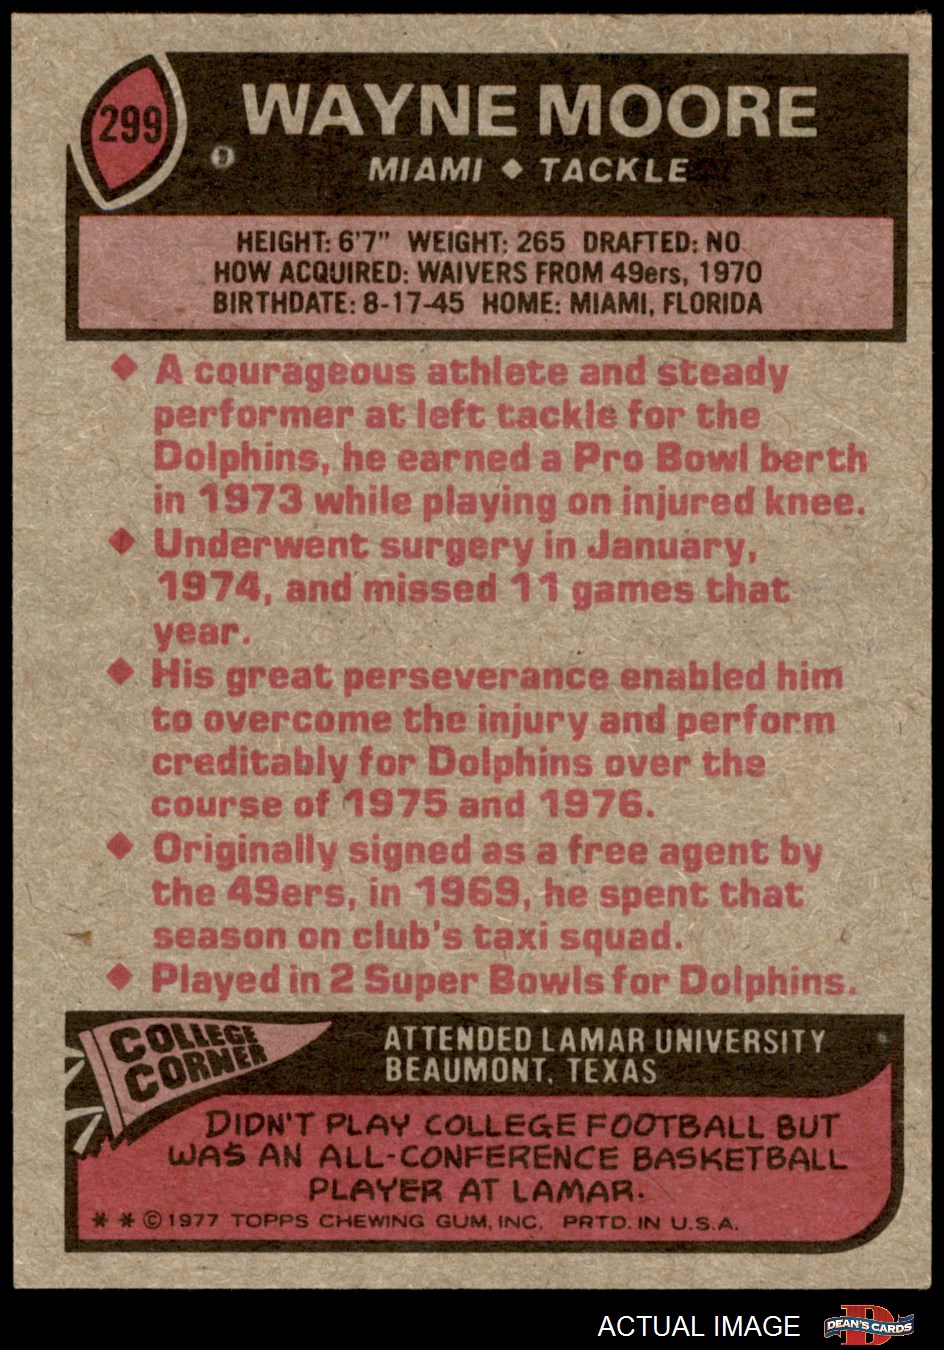 299
WAYNE MOORE
MIAMI ◆ TACKLE
HEIGHT: 6'7" WEIGHT: 265 DRAFTED: NO
HOW ACQUIRED: WAIVERS FROM 49ers, 1970
BIRTHDATE: 8-17-45 HOME: MIAMI, FLORIDA
◆ A courageous athlete and steady
performer at left tackle for the
Dolphins, he earned a Pro Bowl berth
in 1973 while playing on injured knee.
◆ Underwent surgery in January,
1974, and missed 11 games that
year.
◆ His great perseverance enabled him
to overcome the injury and perform
creditably for Dolphins over the
course of 1975 and 1976.
◆ Originally signed as a free agent by
the 49ers, in 1969, he spent that
season on club's taxi squad.
◆ Played in 2 Super Bowls for Dolphins.
COLLEGE
CORNER
ATTENDED LAMAR UNIVERSITY
BEAUMONT, TEXAS
DIDN'T PLAY COLLEGE FOOTBALL BUT
WAS AN ALL-CONFERENCE BASKETBALL
PLAYER AT LAMAR.
* * © 1977 TOPPS CHEWING GUM, INC. PRTD. IN U.S.A.
ACTUAL IMAGE
D
DEAN'S CARDS